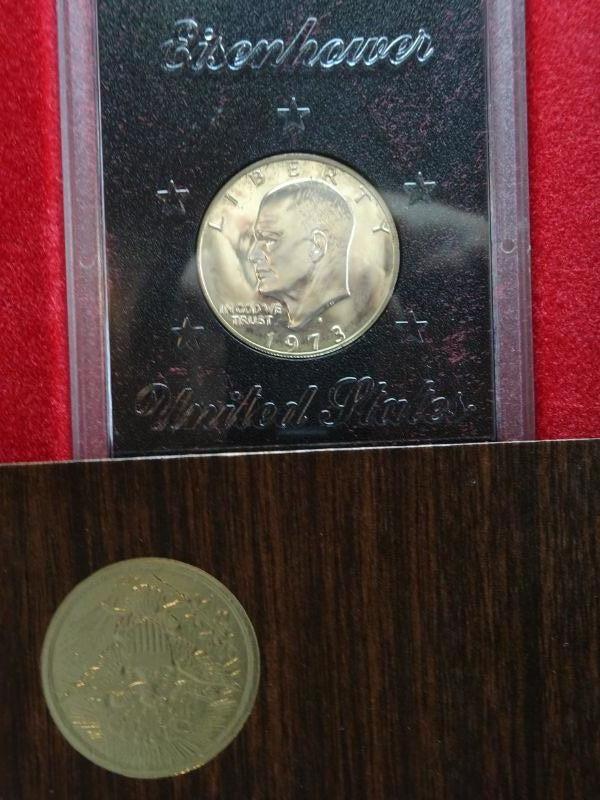 Eisenhower
LIBERTY
IN GOD WE
TRUST
1973
United States